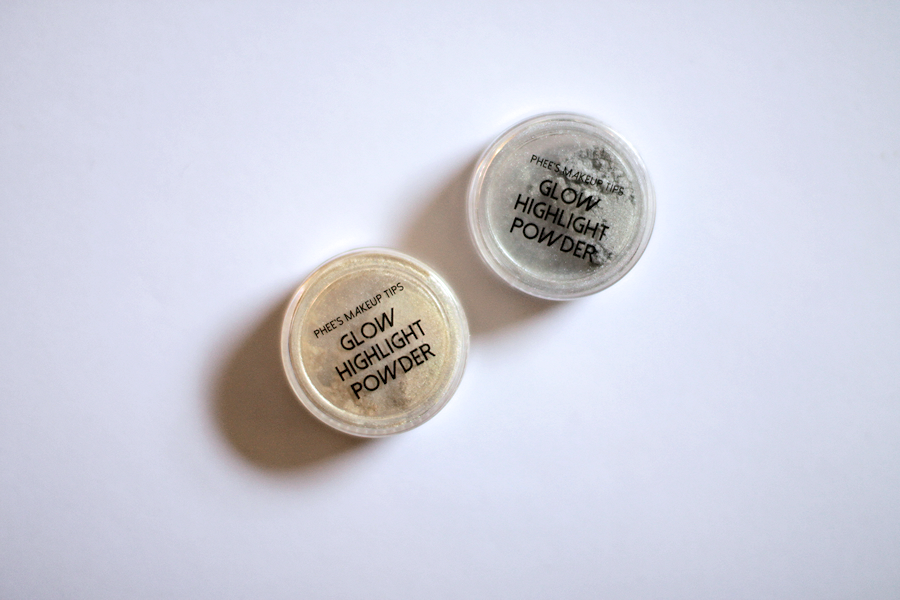 PHEE'S MAKEUP TIPS
GLOW
HIGHLIGHT
POWDER
PHEE'S MAKEUP TIPS
GLOW
HIGHLIGHT
POWDER